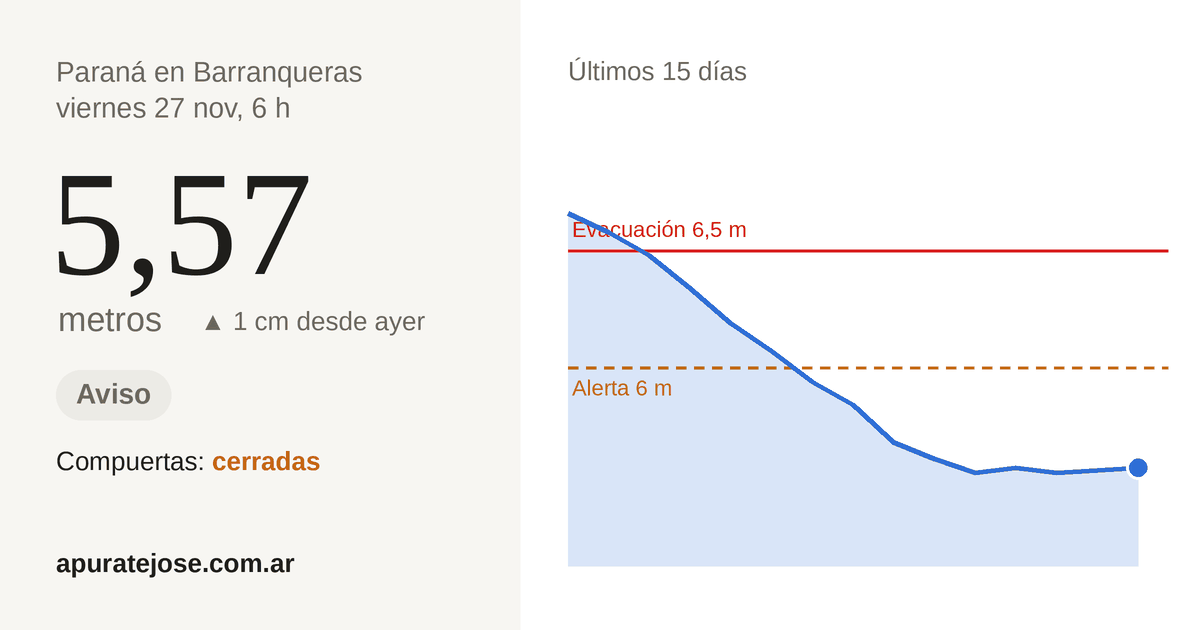 Paraná en Barranqueras
viernes 27 nov, 6 h
5,57
metros ▲ 1 cm desde ayer
Aviso
Compuertas: cerradas
apuratejose.com.ar
Últimos 15 días
Evacuación 6,5 m
Alerta 6 m